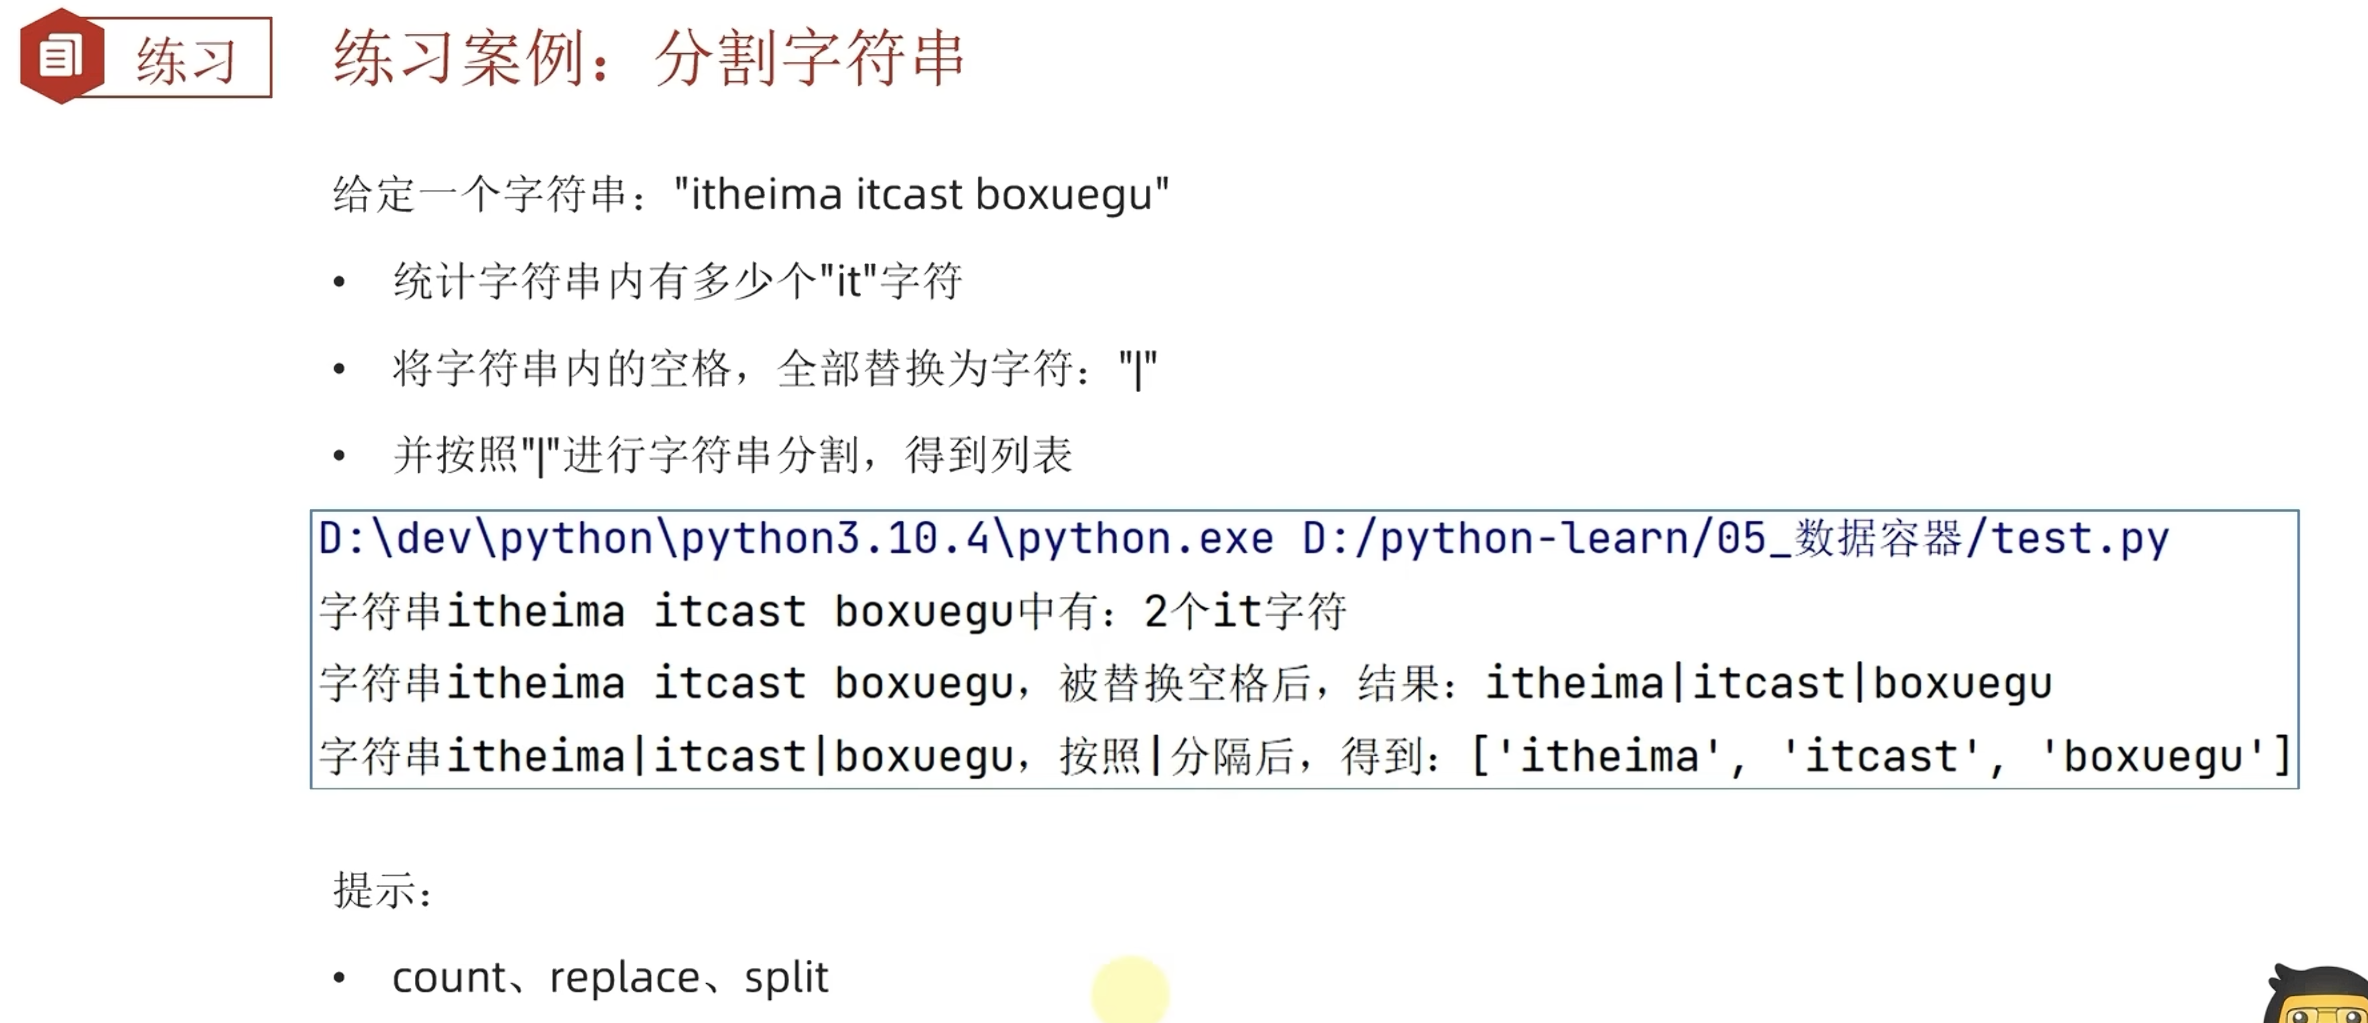 练习
练习案例：分割字符串
给定一个字符串："itheima itcast boxuegu"
• 统计字符串内有多少个"it"字符
• 将字符串内的空格，全部替换为字符："|"
• 并按照"|"进行字符串分割，得到列表
D:\dev\python\python3.10.4\python.exe D:/python-learn/05_数据容器/test.py
字符串itheima itcast boxuegu中有：2个it字符
字符串itheima itcast boxuegu，被替换空格后，结果：itheima|itcast|boxuegu
字符串itheima|itcast|boxuegu，按照|分隔后，得到：['itheima', 'itcast', 'boxuegu']
提示：
• count、replace、split